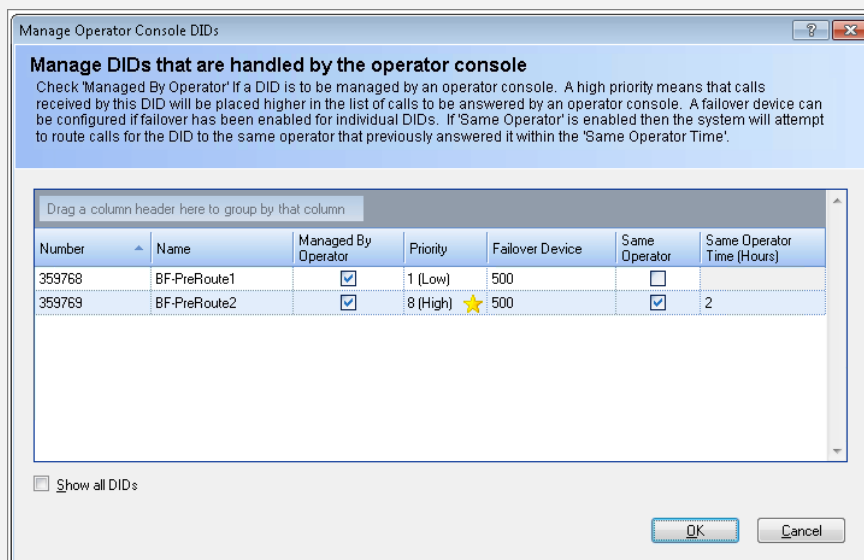 Manage Operator Console DIDs
Manage DIDs that are handled by the operator console
Check 'Managed By Operator' If a DID is to be managed by an operator console. A high priority means that calls
received by this DID will be placed higher in the list of calls to be answered by an operator console. A failover device can
be configured if failover has been enabled for individual DIDs. If 'Same Operator' is enabled then the system will attempt
to route calls for the DID to the same operator that previously answered it within the 'Same Operator Time'.
Drag a column header here to group by that column
Number Name Managed By Operator Priority Failover Device Same Operator Same Operator Time (Hours)
359768 BF-PreRoute1 1 (Low) 500
359769 BF-PreRoute2 8 (High) 500 2
Show all DIDs
OK Cancel